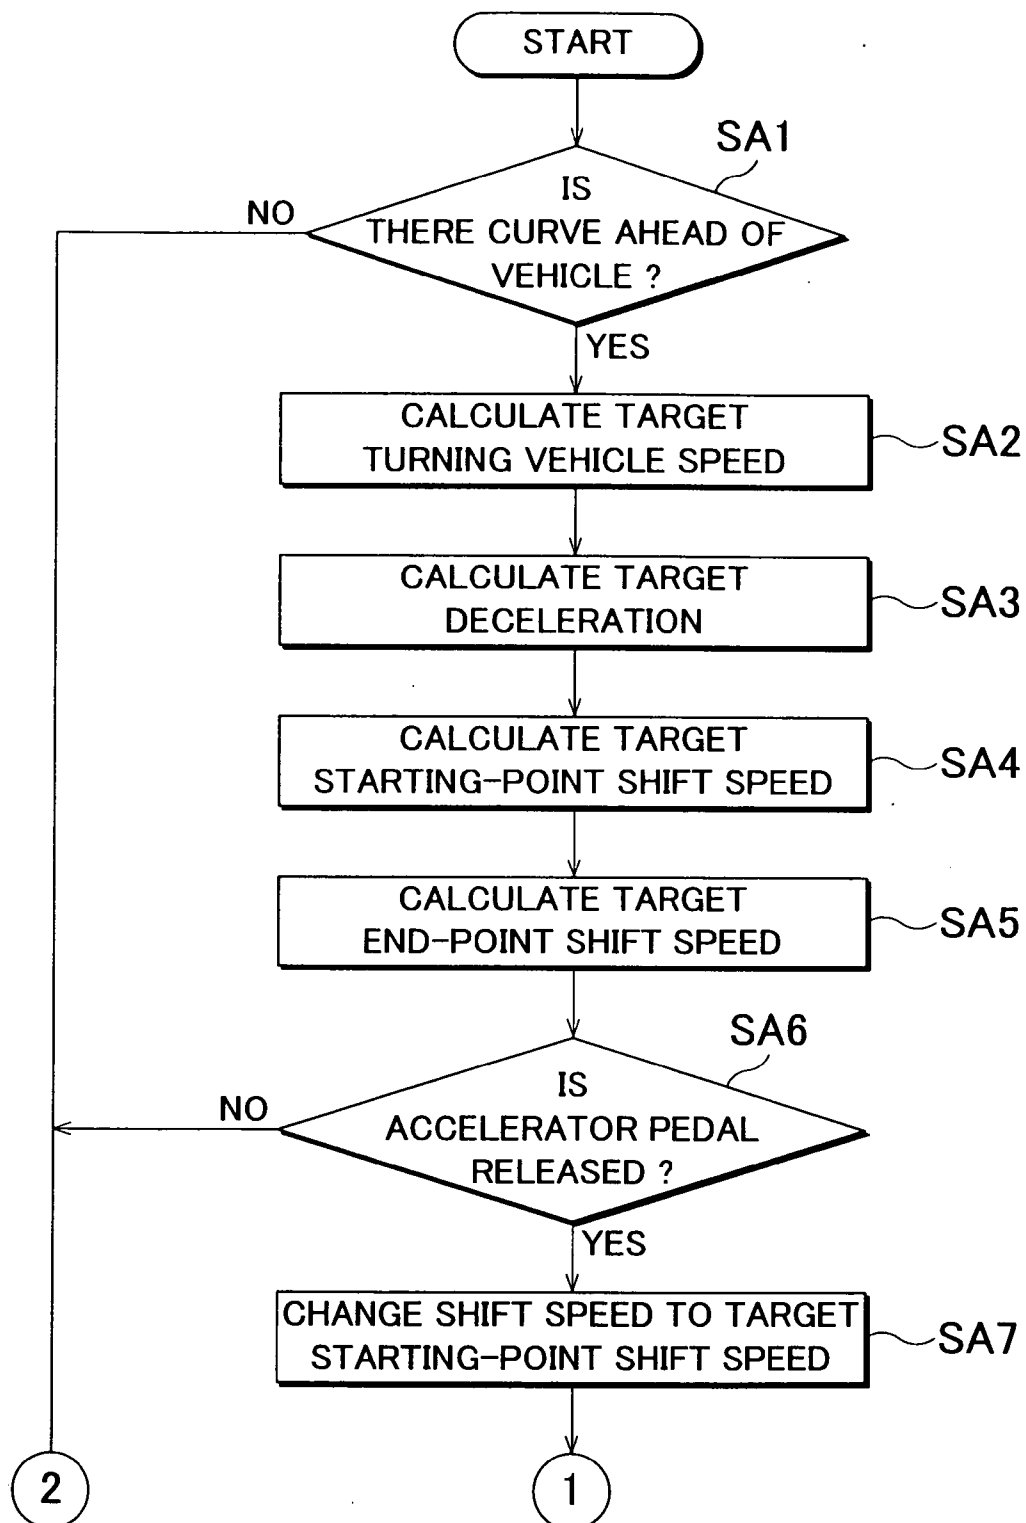 START
SA1
IS
THERE CURVE AHEAD OF
VEHICLE ?
NO
YES
CALCULATE TARGET
TURNING VEHICLE SPEED
SA2
CALCULATE TARGET
DECELERATION
SA3
CALCULATE TARGET
STARTING-POINT SHIFT SPEED
SA4
CALCULATE TARGET
END-POINT SHIFT SPEED
SA5
SA6
IS
ACCELERATOR PEDAL
RELEASED ?
NO
YES
CHANGE SHIFT SPEED TO TARGET
STARTING-POINT SHIFT SPEED
SA7
2
1